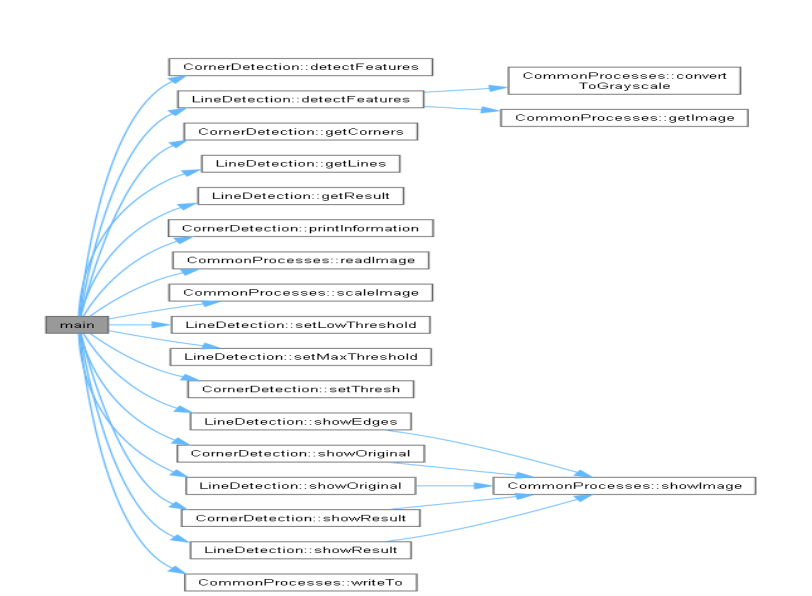 main
CornerDetection::detectFeatures
LineDetection::detectFeatures
CornerDetection::getCorners
LineDetection::getLines
LineDetection::getResult
CornerDetection::printInformation
CommonProcesses::readImage
CommonProcesses::scaleImage
LineDetection::setLowThreshold
LineDetection::setMaxThreshold
CornerDetection::setThresh
LineDetection::showEdges
CornerDetection::showOriginal
LineDetection::showOriginal
CornerDetection::showResult
LineDetection::showResult
CommonProcesses::writeTo
CommonProcesses::convert
ToGrayscale
CommonProcesses::getImage
CommonProcesses::showImage